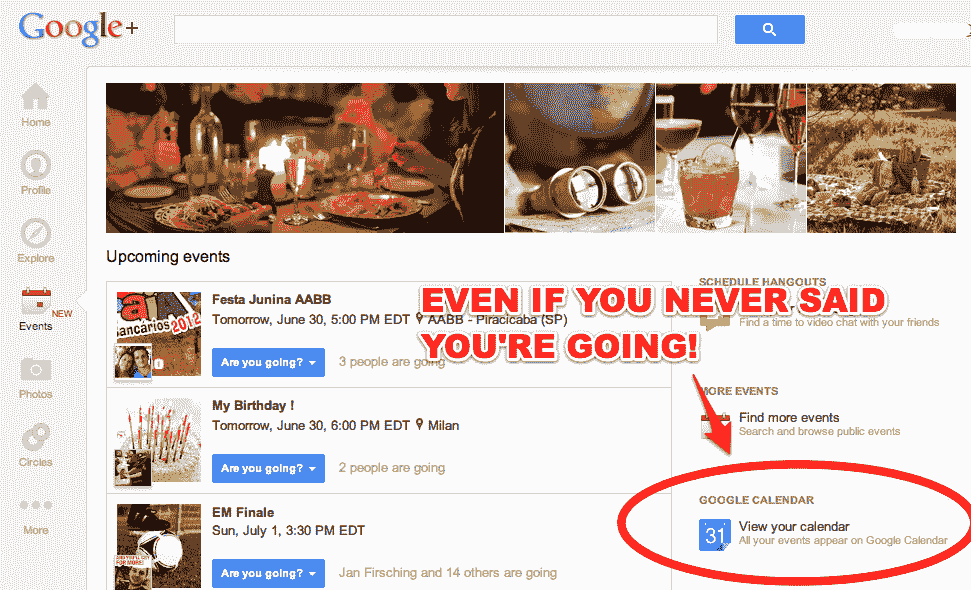 Google+
Home
Profile
Explore
NEW
Events
Photos
Circles
More
Upcoming events
Festa Junina AABB
Tomorrow, June 30, 5:00 PM EDT AABB - Piracicaba (SP)
Are you going?
3 people are going
My Birthday !
Tomorrow, June 30, 6:00 PM EDT Milan
Are you going?
2 people are going
EM Finale
Sun, July 1, 3:30 PM EDT
Are you going?
Jan Firsching and 14 others are going
ancários 2012
EVEN IF YOU NEVER SAID
YOU'RE GOING!
SCHEDULE HANGOUTS
Find a time to video chat with your friends
MORE EVENTS
Find more events
Search and browse public events
GOOGLE CALENDAR
31
View your calendar
All your events appear on Google Calendar